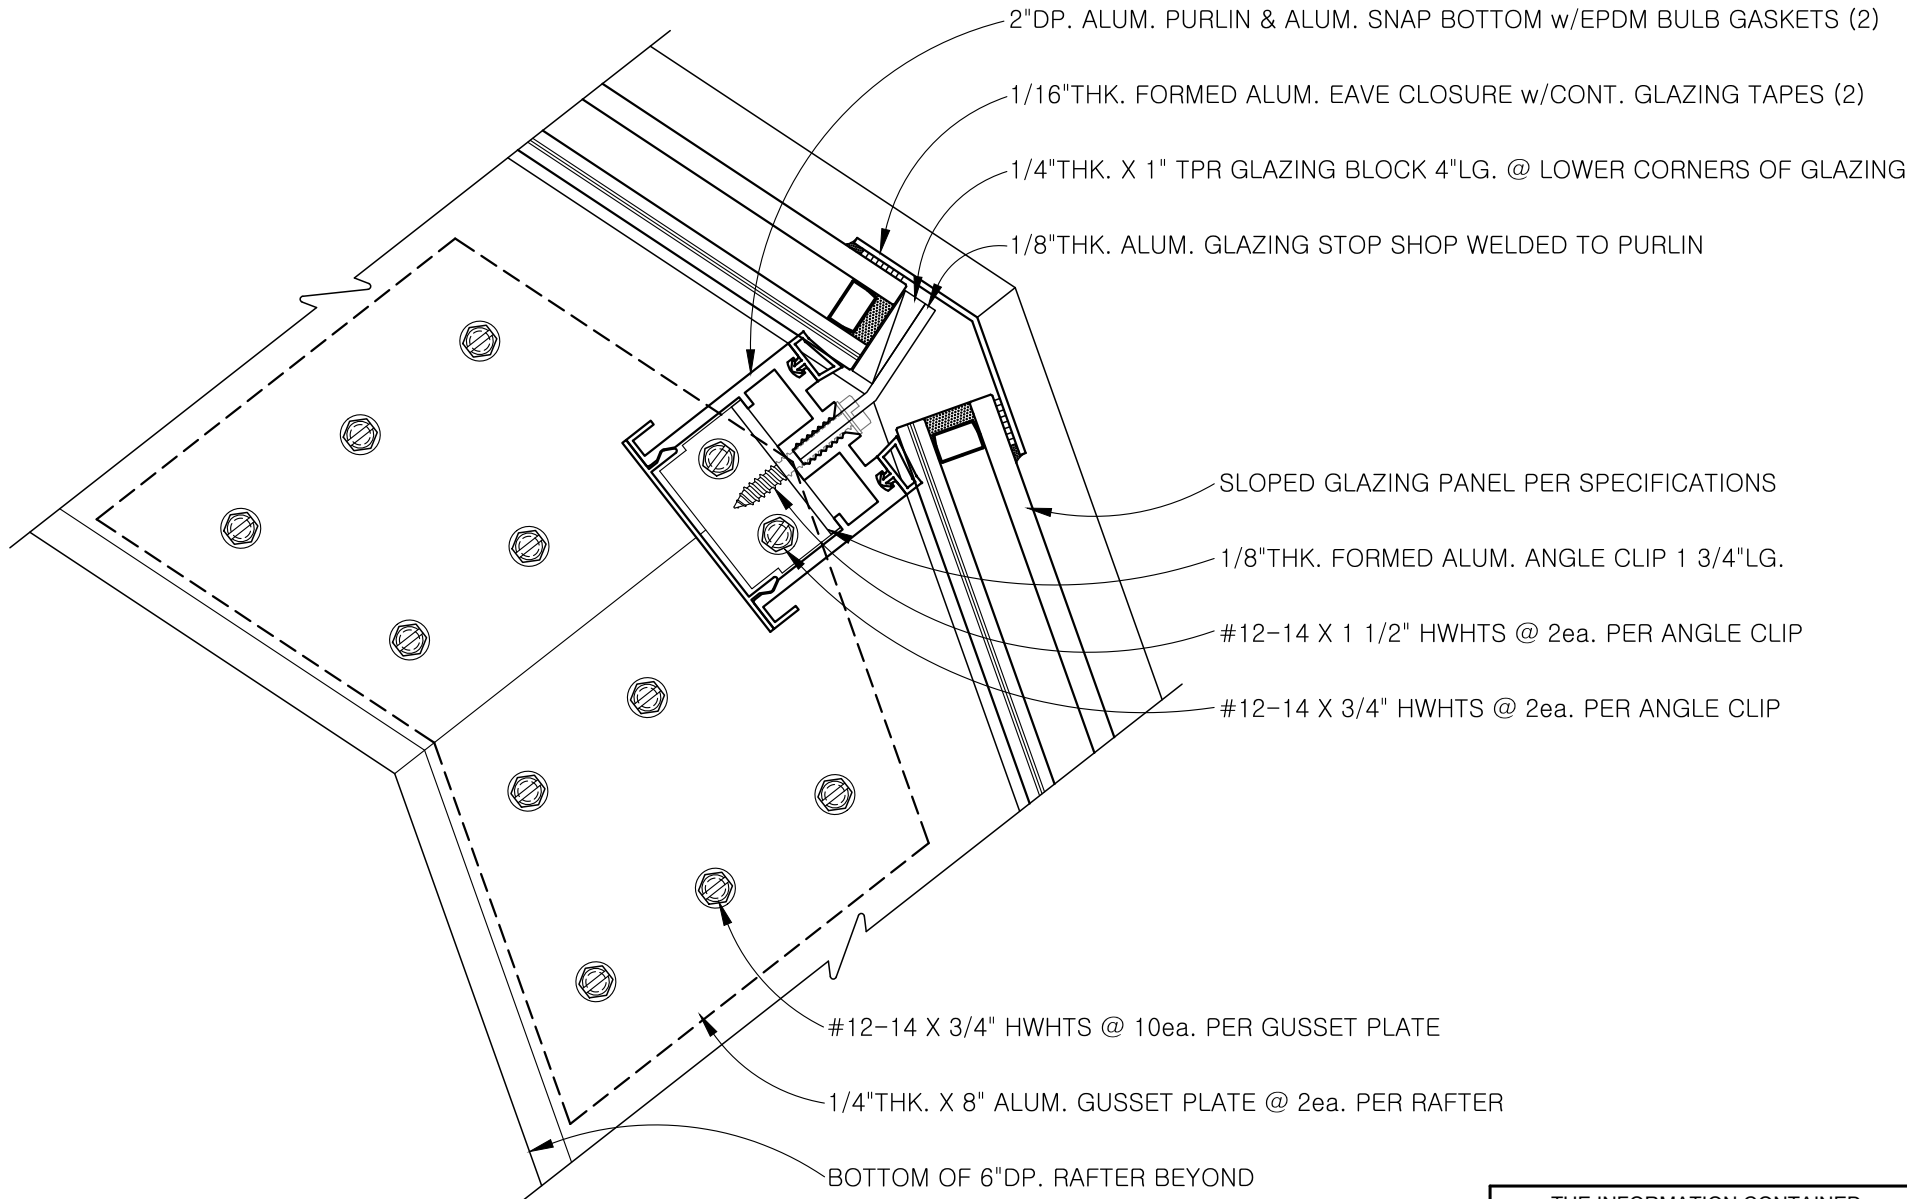 2"DP. ALUM. PURLIN & ALUM. SNAP BOTTOM w/EPDM BULB GASKETS (2)
1/16"THK. FORMED ALUM. EAVE CLOSURE w/CONT. GLAZING TAPES (2)
1/4"THK. X 1" TPR GLAZING BLOCK 4"LG. @ LOWER CORNERS OF GLAZING
1/8"THK. ALUM. GLAZING STOP SHOP WELDED TO PURLIN
SLOPED GLAZING PANEL PER SPECIFICATIONS
1/8"THK. FORMED ALUM. ANGLE CLIP 1 3/4"LG.
#12-14 X 1 1/2" HWHTS @ 2ea. PER ANGLE CLIP
#12-14 X 3/4" HWHTS @ 2ea. PER ANGLE CLIP
#12-14 X 3/4" HWHTS @ 10ea. PER GUSSET PLATE
1/4"THK. X 8" ALUM. GUSSET PLATE @ 2ea. PER RAFTER
BOTTOM OF 6"DP. RAFTER BEYOND
THE INFORMATION CONTAINED